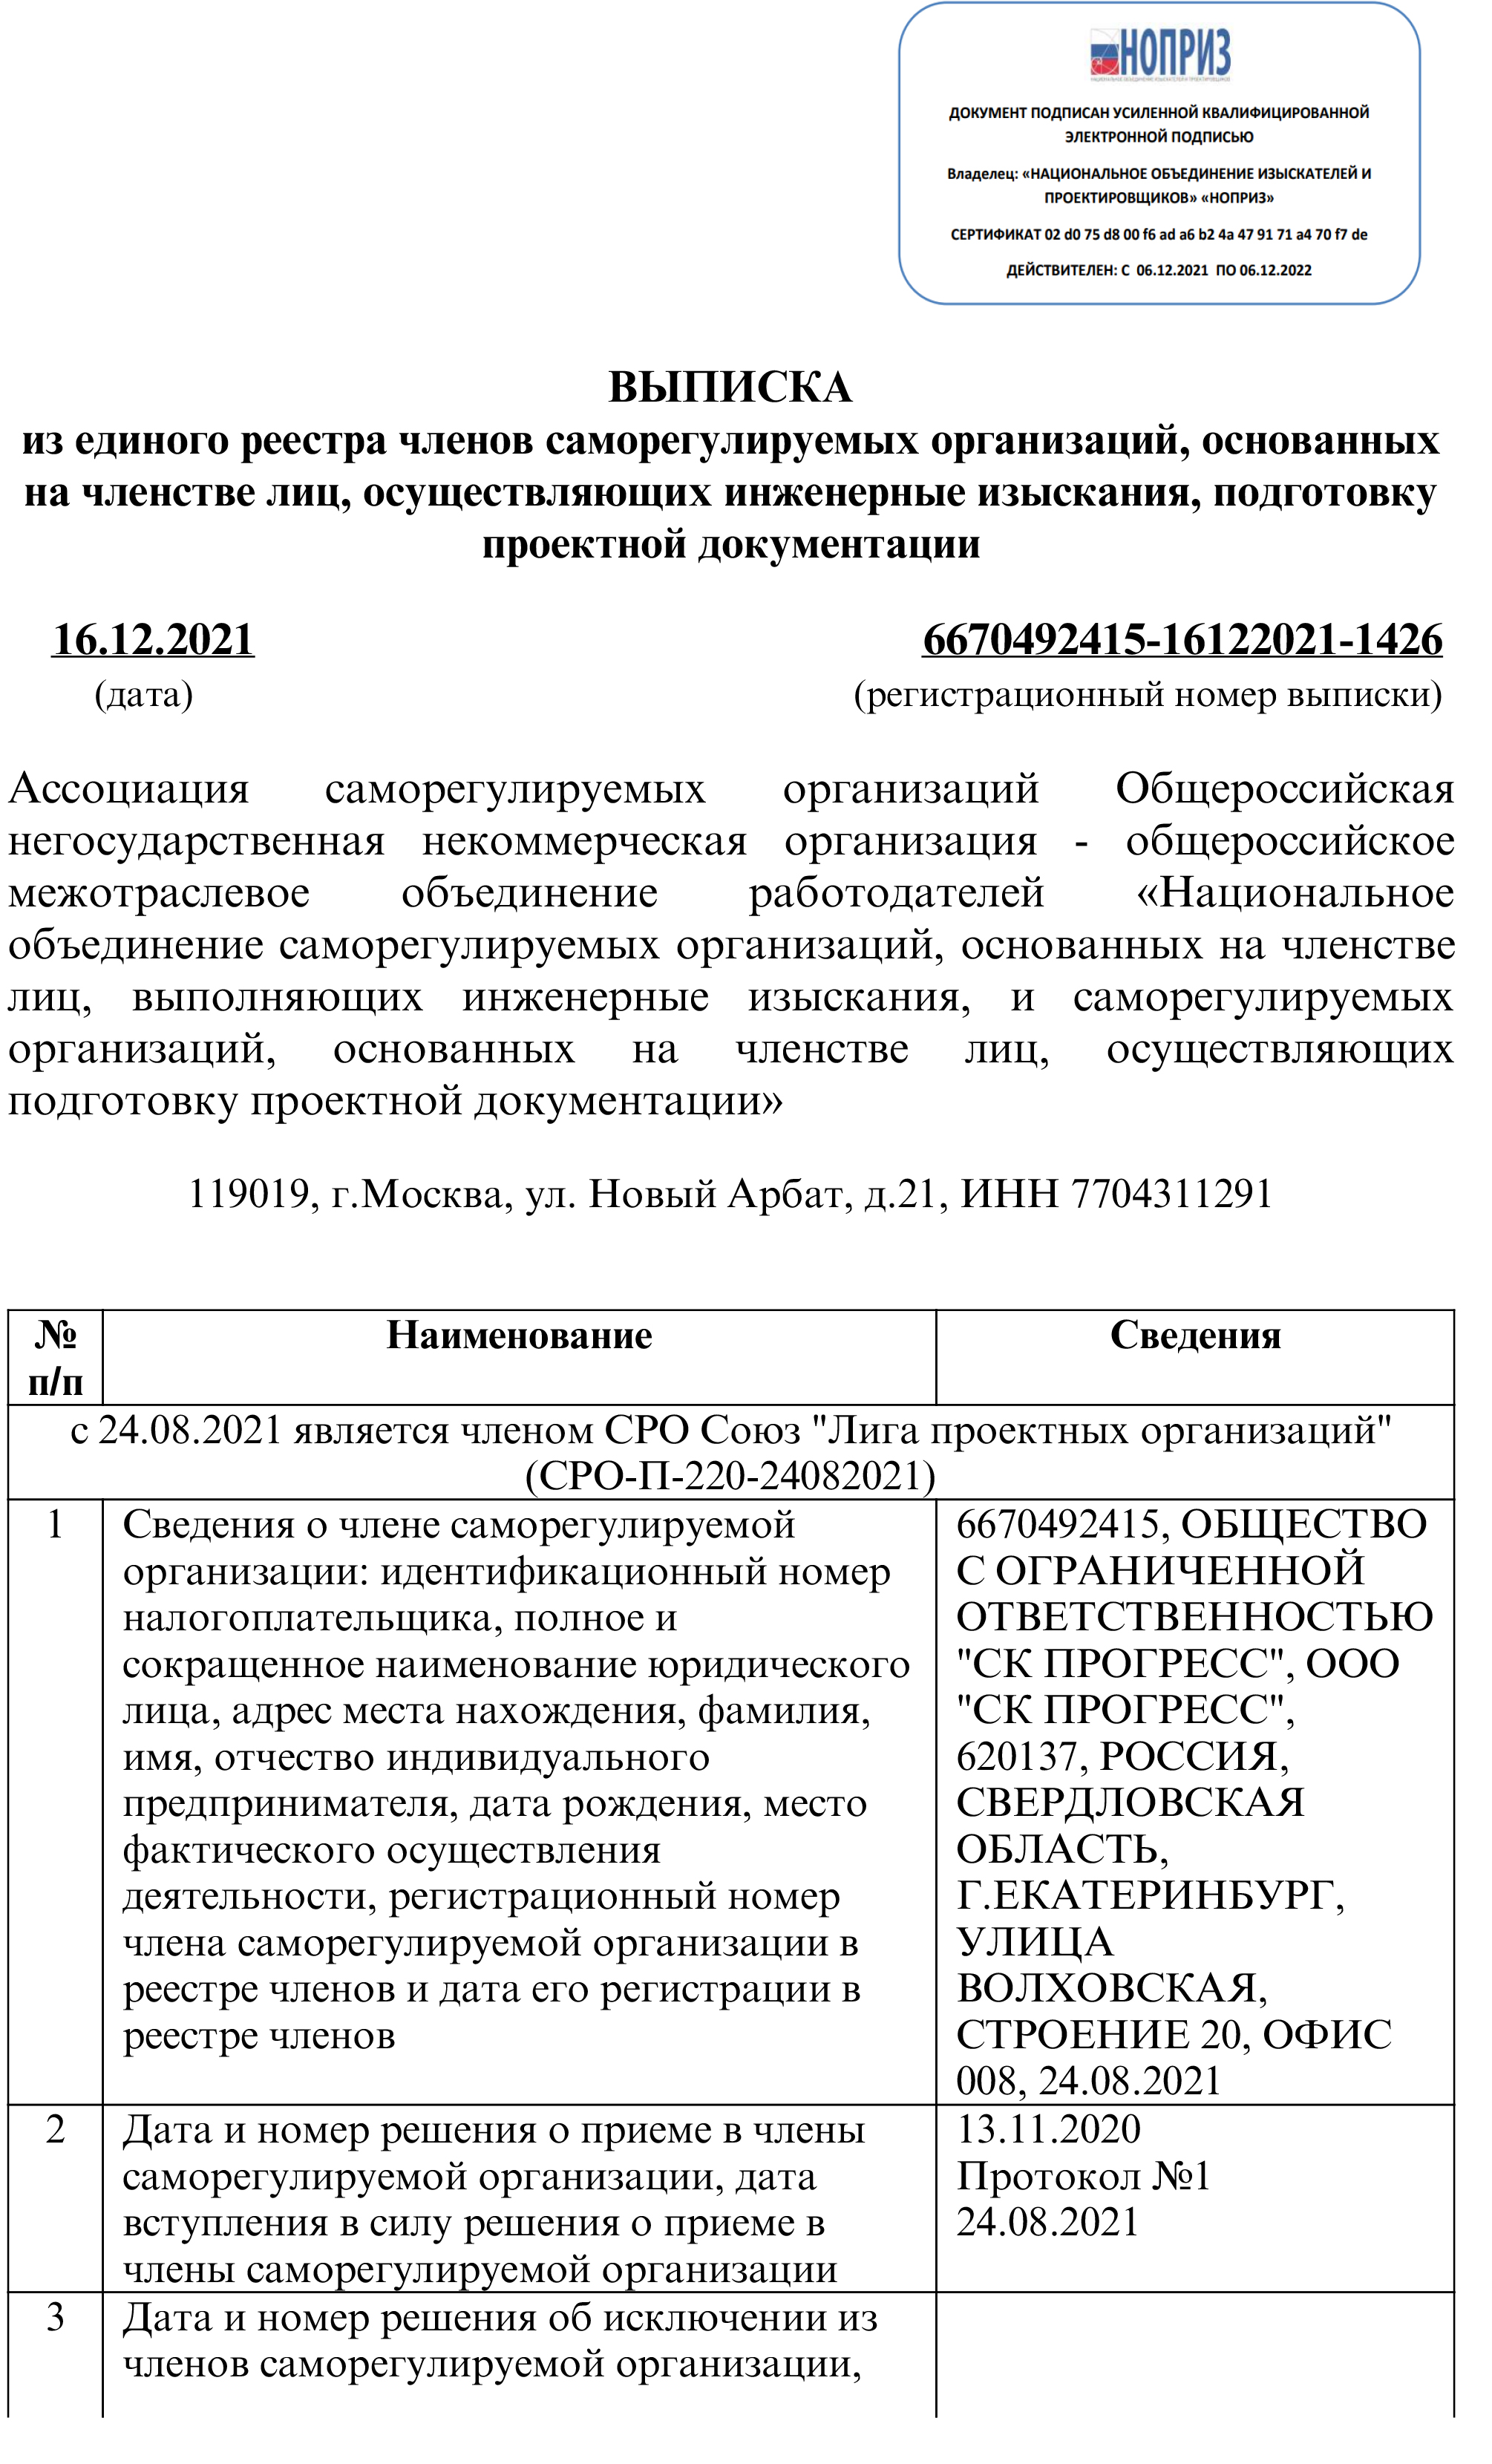 НОПРИЗ
НАЦИОНАЛЬНОЕ ОБЪЕДИНЕНИЕ ИЗЫСКАТЕЛЕЙ И ПРОЕКТИРОВЩИКОВ
ДОКУМЕНТ ПОДПИСАН УСИЛЕННОЙ КВАЛИФИЦИРОВАННОЙ
ЭЛЕКТРОННОЙ ПОДПИСЬЮ
Владелец: «НАЦИОНАЛЬНОЕ ОБЪЕДИНЕНИЕ ИЗЫСКАТЕЛЕЙ И
ПРОЕКТИРОВЩИКОВ» «НОПРИЗ»
СЕРТИФИКАТ 02 d0 75 d8 00 f6 ad a6 b2 4a 47 91 71 a4 70 f7 de
ДЕЙСТВИТЕЛЕН: С 06.12.2021 ПО 06.12.2022
ВЫПИСКА
из единого реестра членов саморегулируемых организаций, основанных
на членстве лиц, осуществляющих инженерные изыскания, подготовку
проектной документации
16.12.2021 6670492415-16122021-1426
(дата) (регистрационный номер выписки)
Ассоциация саморегулируемых организаций Общероссийская
негосударственная некоммерческая организация - общероссийское
межотраслевое объединение работодателей «Национальное
объединение саморегулируемых организаций, основанных на членстве
лиц, выполняющих инженерные изыскания, и саморегулируемых
организаций, основанных на членстве лиц, осуществляющих
подготовку проектной документации»
119019, г.Москва, ул. Новый Арбат, д.21, ИНН 7704311291
№
п/п
Наименование
Сведения
с 24.08.2021 является членом СРО Союз "Лига проектных организаций"
(СРО-П-220-24082021)
1
Сведения о члене саморегулируемой
организации: идентификационный номер
налогоплательщика, полное и
сокращенное наименование юридического
лица, адрес места нахождения, фамилия,
имя, отчество индивидуального
предпринимателя, дата рождения, место
фактического осуществления
деятельности, регистрационный номер
члена саморегулируемой организации в
реестре членов и дата его регистрации в
реестре членов
6670492415, ОБЩЕСТВО
С ОГРАНИЧЕННОЙ
ОТВЕТСТВЕННОСТЬЮ
"СК ПРОГРЕСС", ООО
"СК ПРОГРЕСС",
620137, РОССИЯ,
СВЕРДЛОВСКАЯ
ОБЛАСТЬ,
Г.ЕКАТЕРИНБУРГ,
УЛИЦА
ВОЛХОВСКАЯ,
СТРОЕНИЕ 20, ОФИС
008, 24.08.2021
2
Дата и номер решения о приеме в члены
саморегулируемой организации, дата
вступления в силу решения о приеме в
члены саморегулируемой организации
13.11.2020
Протокол №1
24.08.2021
3
Дата и номер решения об исключении из
членов саморегулируемой организации,